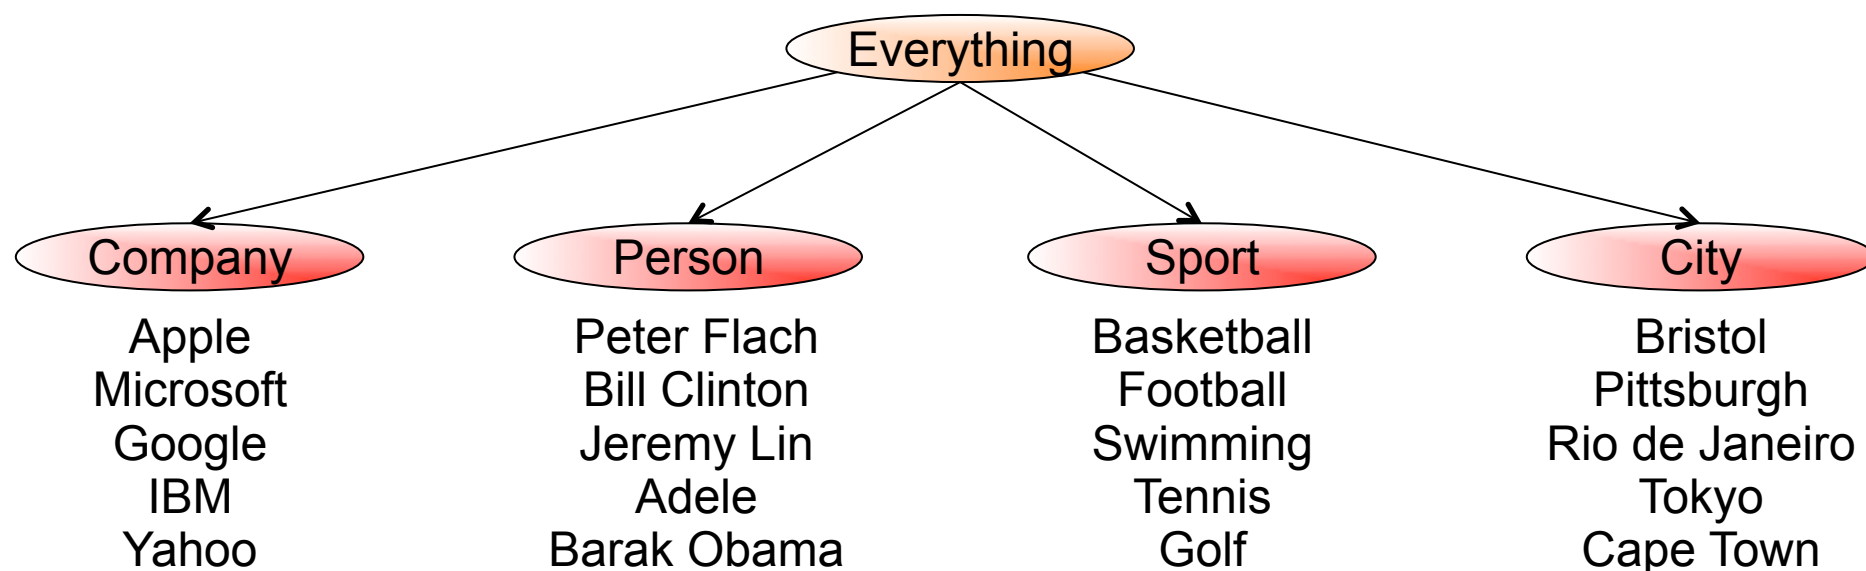 Everything
Company
Person
Sport
City
Apple
Microsoft
Google
IBM
Yahoo
Peter Flach
Bill Clinton
Jeremy Lin
Adele
Barak Obama
Basketball
Football
Swimming
Tennis
Golf
Bristol
Pittsburgh
Rio de Janeiro
Tokyo
Cape Town